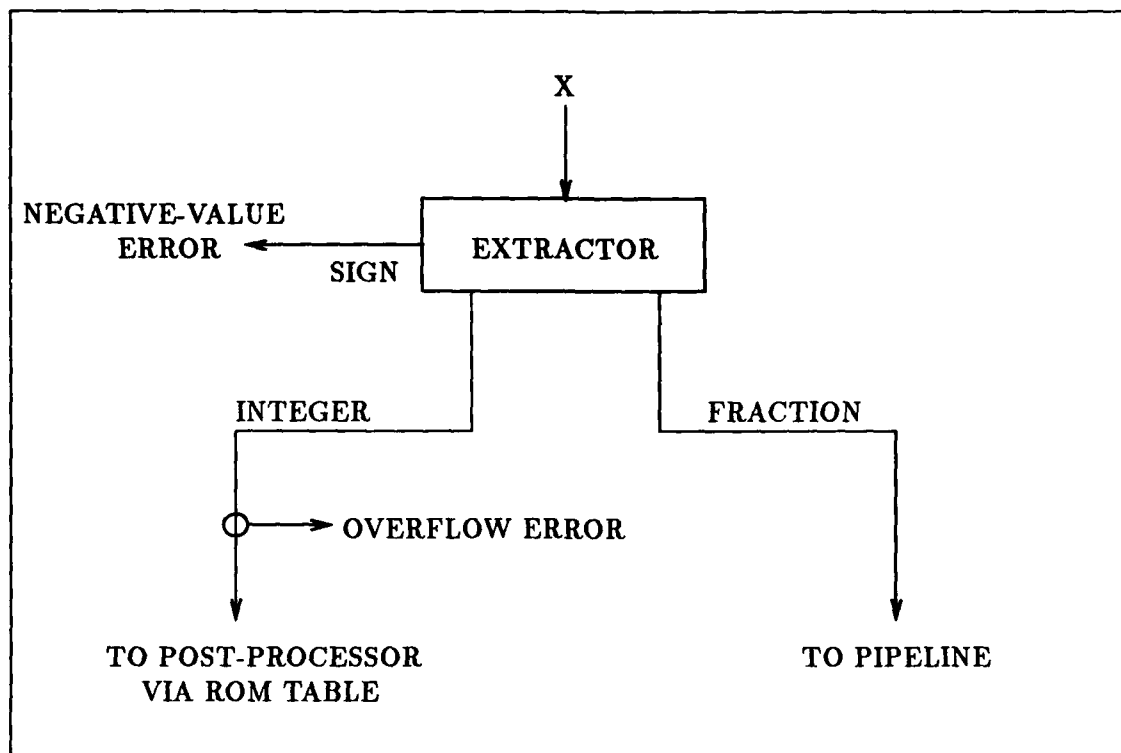 X
NEGATIVE-VALUE
ERROR
EXTRACTOR
SIGN
INTEGER
FRACTION
OVERFLOW ERROR
TO POST-PROCESSOR
VIA ROM TABLE
TO PIPELINE